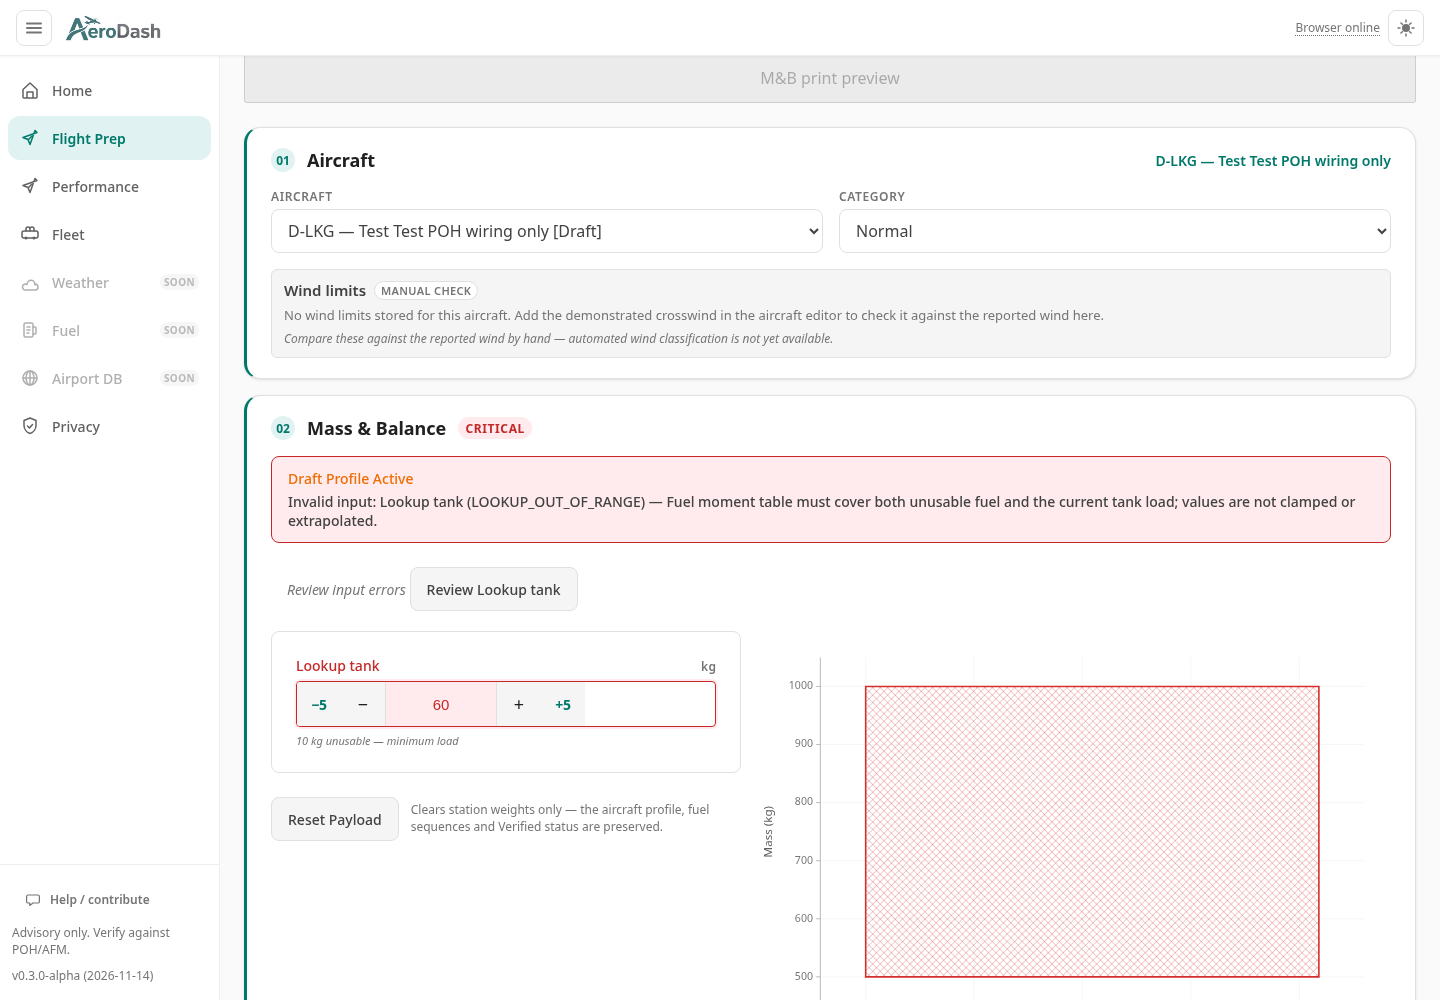 AeroDash
Browser online
Home
Flight Prep
Performance
Fleet
Weather SOON
Fuel SOON
Airport DB SOON
Privacy
Help / contribute
Advisory only. Verify against
POH/AFM.
v0.3.0-alpha (2026-11-14)
M&B print preview
01 Aircraft
D-LKG — Test Test POH wiring only
AIRCRAFT
CATEGORY
D-LKG — Test Test POH wiring only [Draft]
Normal
Wind limits MANUAL CHECK
No wind limits stored for this aircraft. Add the demonstrated crosswind in the aircraft editor to check it against the reported wind here.
Compare these against the reported wind by hand — automated wind classification is not yet available.
02 Mass & Balance CRITICAL
Draft Profile Active
Invalid input: Lookup tank (LOOKUP_OUT_OF_RANGE) — Fuel moment table must cover both unusable fuel and the current tank load; values are not clamped or
extrapolated.
Review input errors Review Lookup tank
Lookup tank kg
−5 − 60 + +5
10 kg unusable — minimum load
Reset Payload
Clears station weights only — the aircraft profile, fuel
sequences and Verified status are preserved.
Mass (kg)
1000
900
800
700
600
500